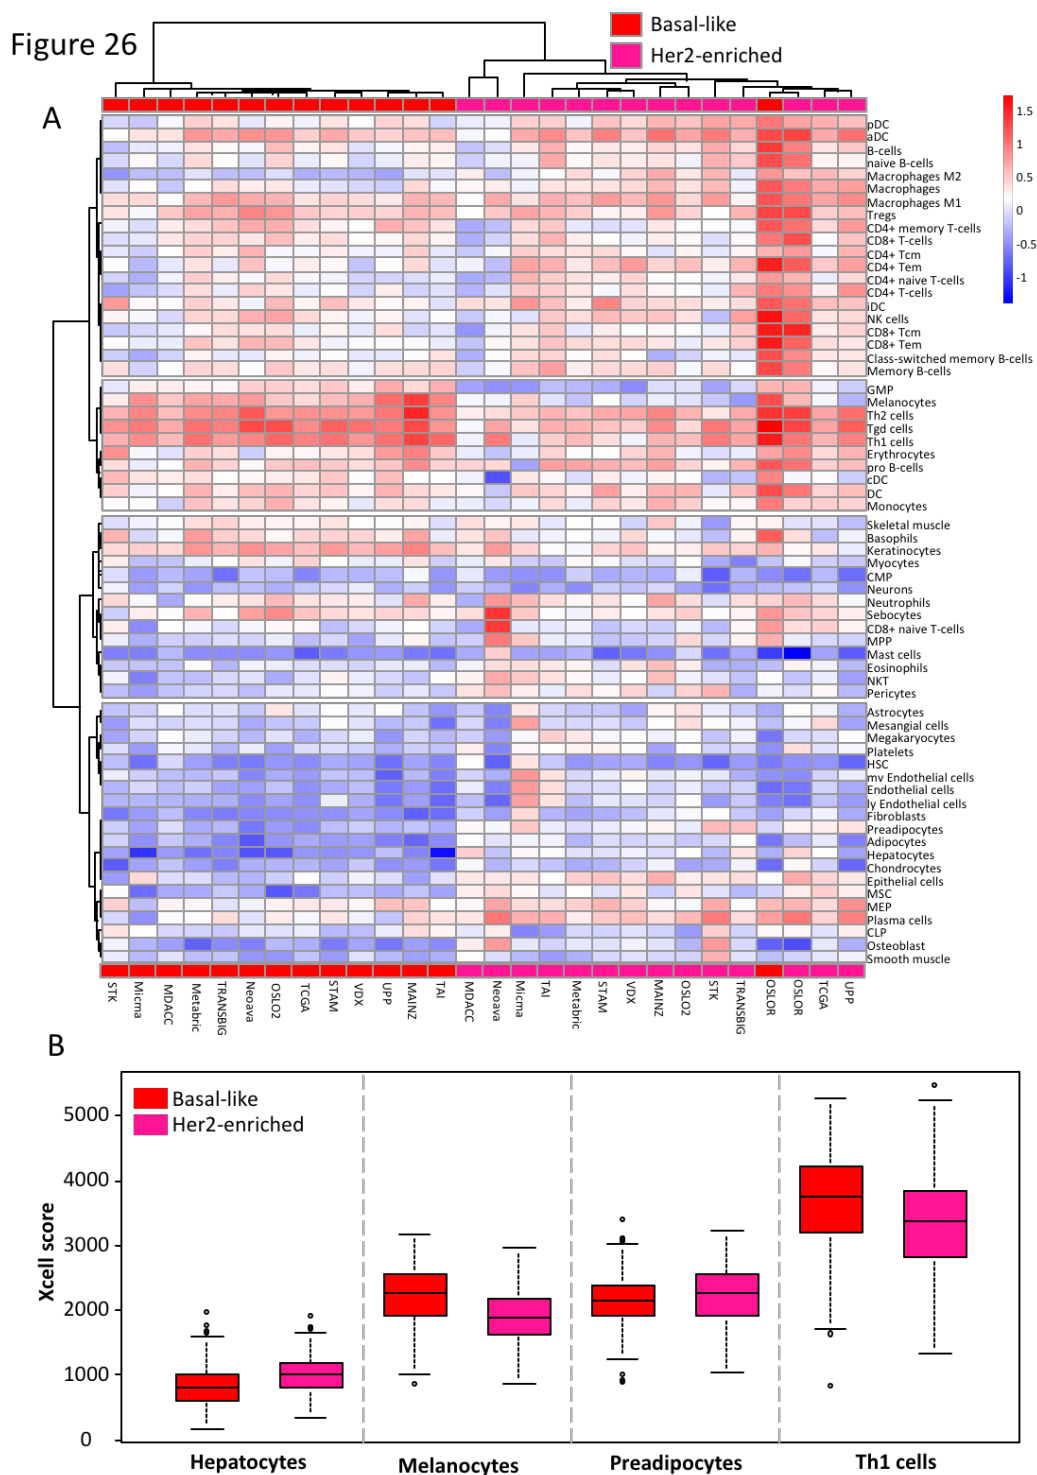 Figure 26
Basal-like
Her2-enriched
A
1.5
1
0.5
0
-0.5
-1
pDC
aDC
B-cells
naive B-cells
Macrophages M2
Macrophages
Macrophages M1
Tregs
CD4+ memory T-cells
CD8+ T-cells
CD4+ Tcm
CD4+ Tem
CD4+ naive T-cells
CD4+ T-cells
iDC
NK cells
CD8+ Tcm
CD8+ Tem
Class-switched memory B-cells
Memory B-cells
GMP
Melanocytes
Th2 cells
Tgd cells
Th1 cells
Erythrocytes
pro B-cells
cDC
DC
Monocytes
Skeletal muscle
Basophils
Keratinocytes
Myocytes
CMP
Neurons
Neutrophils
Sebocytes
CD8+ naive T-cells
MPP
Mast cells
Eosinophils
NKT
Pericytes
Astrocytes
Mesangial cells
Megakaryocytes
Platelets
HSC
mv Endothelial cells
Endothelial cells
ly Endothelial cells
Fibroblasts
Preadipocytes
Adipocytes
Hepatocytes
Chondrocytes
Epithelial cells
MSC
MEP
Plasma cells
CLP
Osteoblast
Smooth muscle
STK
Micma
MDACC
Metabric
TRANSBIG
Neoava
OSLO2
TCGA
STAM
VDX
UPP
MAINZ
TAI
MDACC
Neoava
Micma
TAI
Metabric
STAM
VDX
MAINZ
OSLO2
STK
TRANSBIG
OSLOR
OSLOR
TCGA
UPP
B
Basal-like
Her2-enriched
Xcell score
5000
4000
3000
2000
1000
0
Hepatocytes
Melanocytes
Preadipocytes
Th1 cells